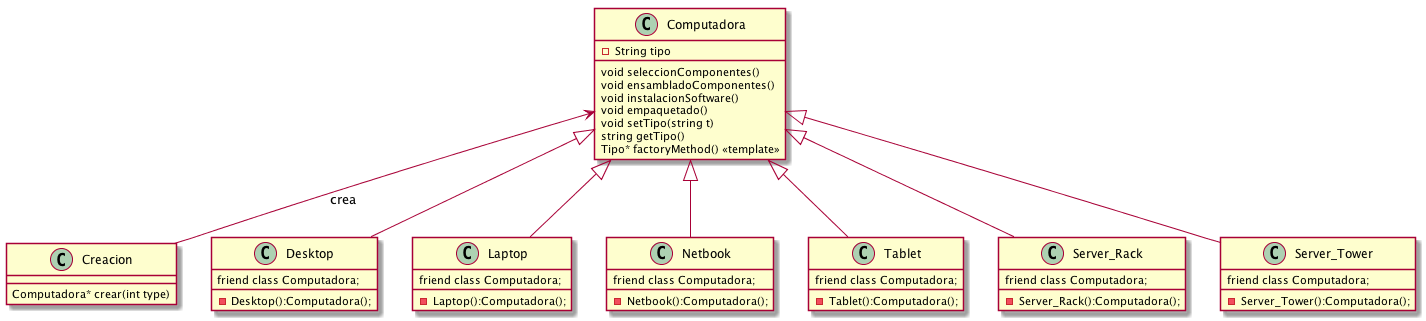 C Computadora
String tipo
void seleccionComponentes()
void ensambladoComponentes()
void instalacionSoftware()
void empaquetado()
void setTipo(string t)
string getTipo()
Tipo* factoryMethod() «template»
crea
C Creacion
Computadora* crear(int type)
C Desktop
friend class Computadora;
Desktop():Computadora();
C Laptop
friend class Computadora;
Laptop():Computadora();
C Netbook
friend class Computadora;
Netbook():Computadora();
C Tablet
friend class Computadora;
Tablet():Computadora();
C Server_Rack
friend class Computadora;
Server_Rack():Computadora();
C Server_Tower
friend class Computadora;
Server_Tower():Computadora();